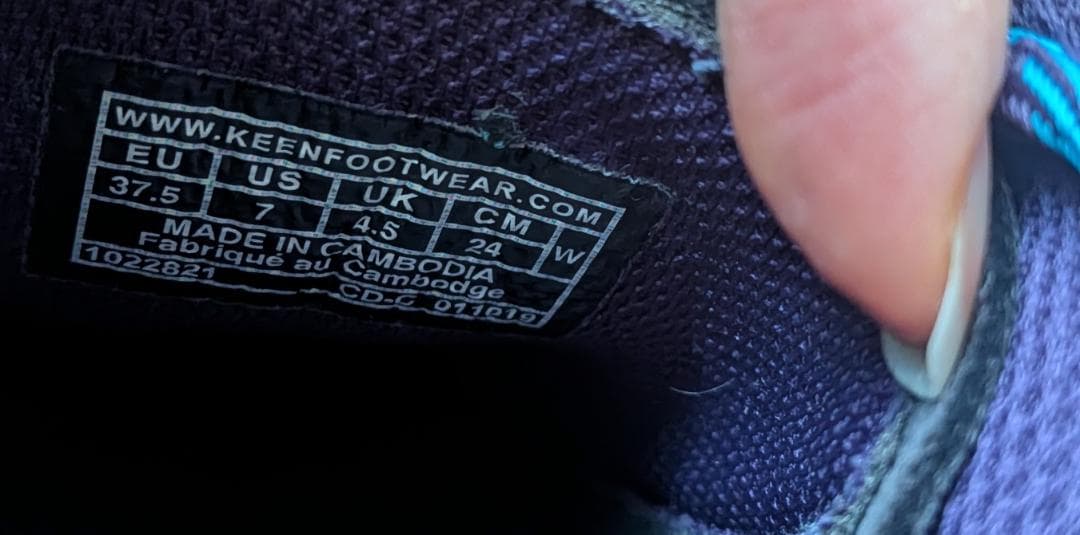 WWW.KEENFOOTWEAR.COM
EU US UK CM
37.5 7 4.5 24 W
MADE IN CAMBODIA
Fabriqué au Cambodge
1022821 CD-C 011019